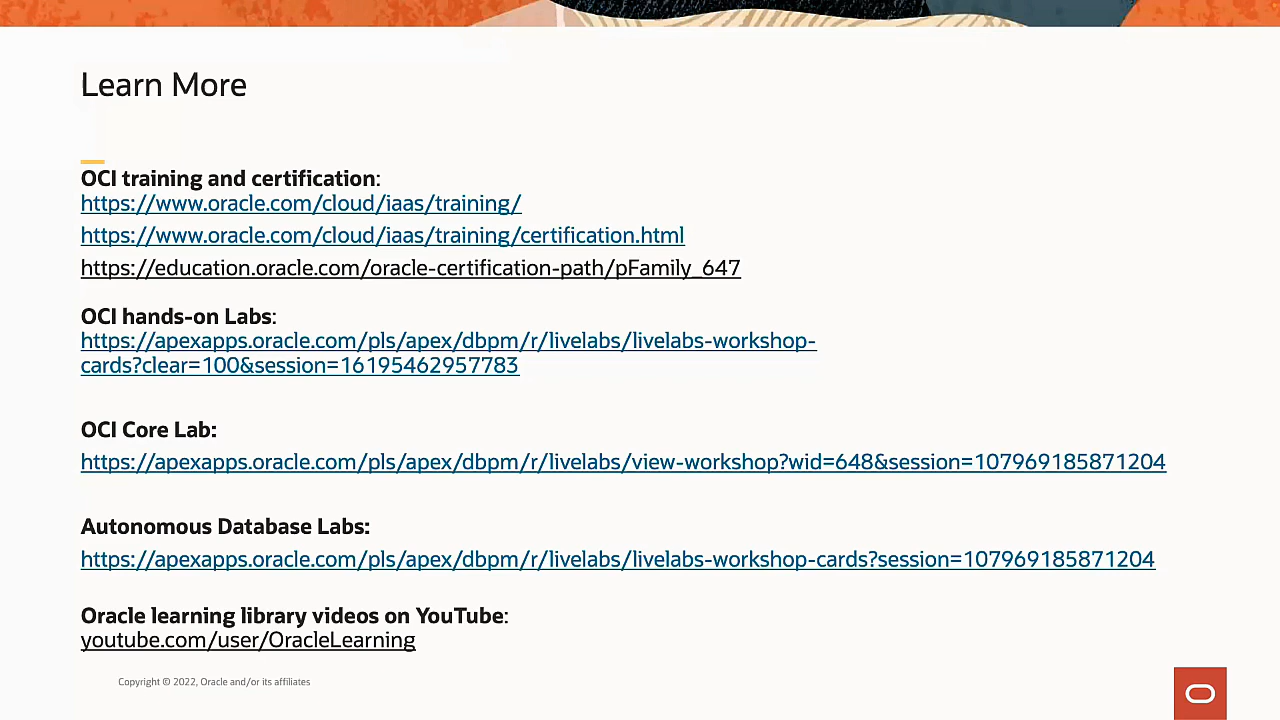 Learn More
OCI training and certification:
https://www.oracle.com/cloud/iaas/training/
https://www.oracle.com/cloud/iaas/training/certification.html
https://education.oracle.com/oracle-certification-path/pFamily_647
OCI hands-on Labs:
https://apexapps.oracle.com/pls/apex/dbpm/r/livelabs/livelabs-workshop-
cards?clear=100&session=16195462957783
OCI Core Lab:
https://apexapps.oracle.com/pls/apex/dbpm/r/livelabs/view-workshop?wid=648&session=107969185871204
Autonomous Database Labs:
https://apexapps.oracle.com/pls/apex/dbpm/r/livelabs/livelabs-workshop-cards?session=107969185871204
Oracle learning library videos on YouTube:
youtube.com/user/OracleLearning
Copyright © 2022, Oracle and/or its affiliates